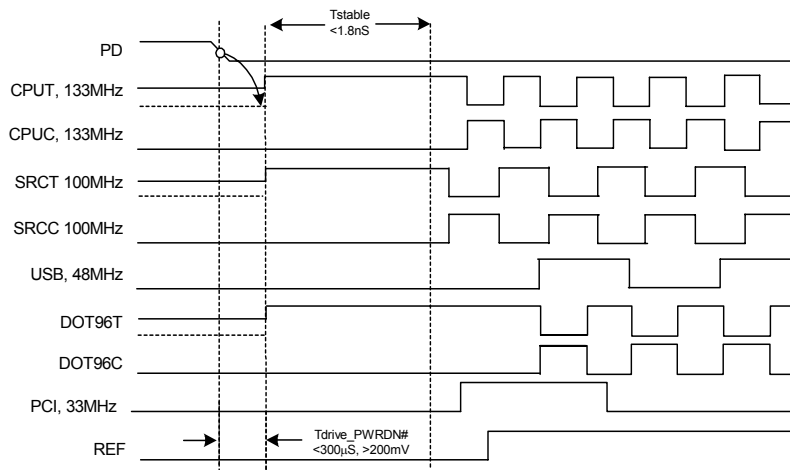 Tstable
<1.8nS
PD
CPUT, 133MHz
CPUC, 133MHz
SRCT 100MHz
SRCC 100MHz
USB, 48MHz
DOT96T
DOT96C
PCI, 33MHz
REF
Tdrive_PWRDN#
<300µS, >200mV